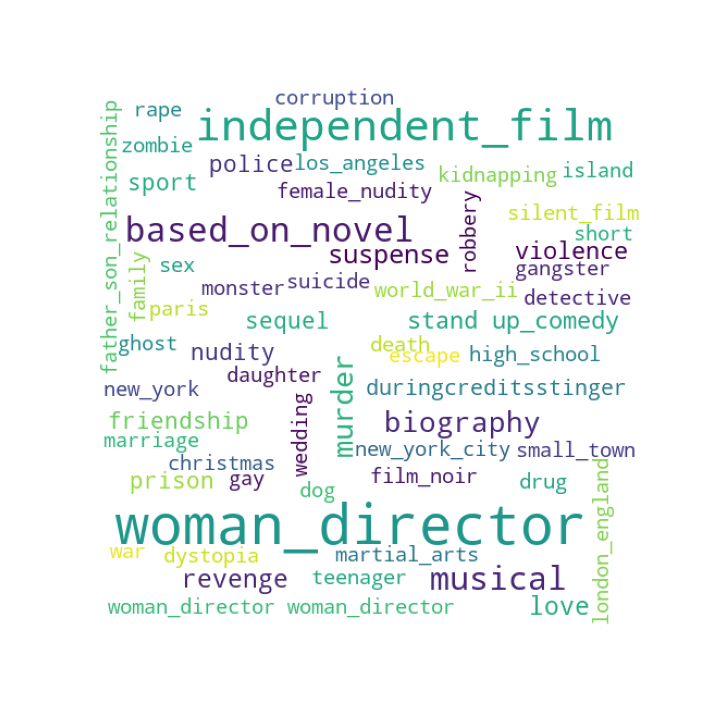 corruption
rape
independent_film
father_son_relationship
zombie
police
los_angeles
kidnapping
island
sport
female_nudity
robbery
silent_film
based_on_novel
short
suspense
violence
family
sex
gangster
monster
suicide
world_war_ii
detective
paris
sequel
stand up_comedy
ghost
death
nudity
escape
high_school
daughter
murder
new_york
duringcreditsstinger
wedding
friendship
biography
marriage
new_york_city
small_town
christmas
film_noir
prison
gay
dog
drug
london_england
woman_director
war
dystopia
martial_arts
revenge
teenager
musical
woman_director
woman_director
love